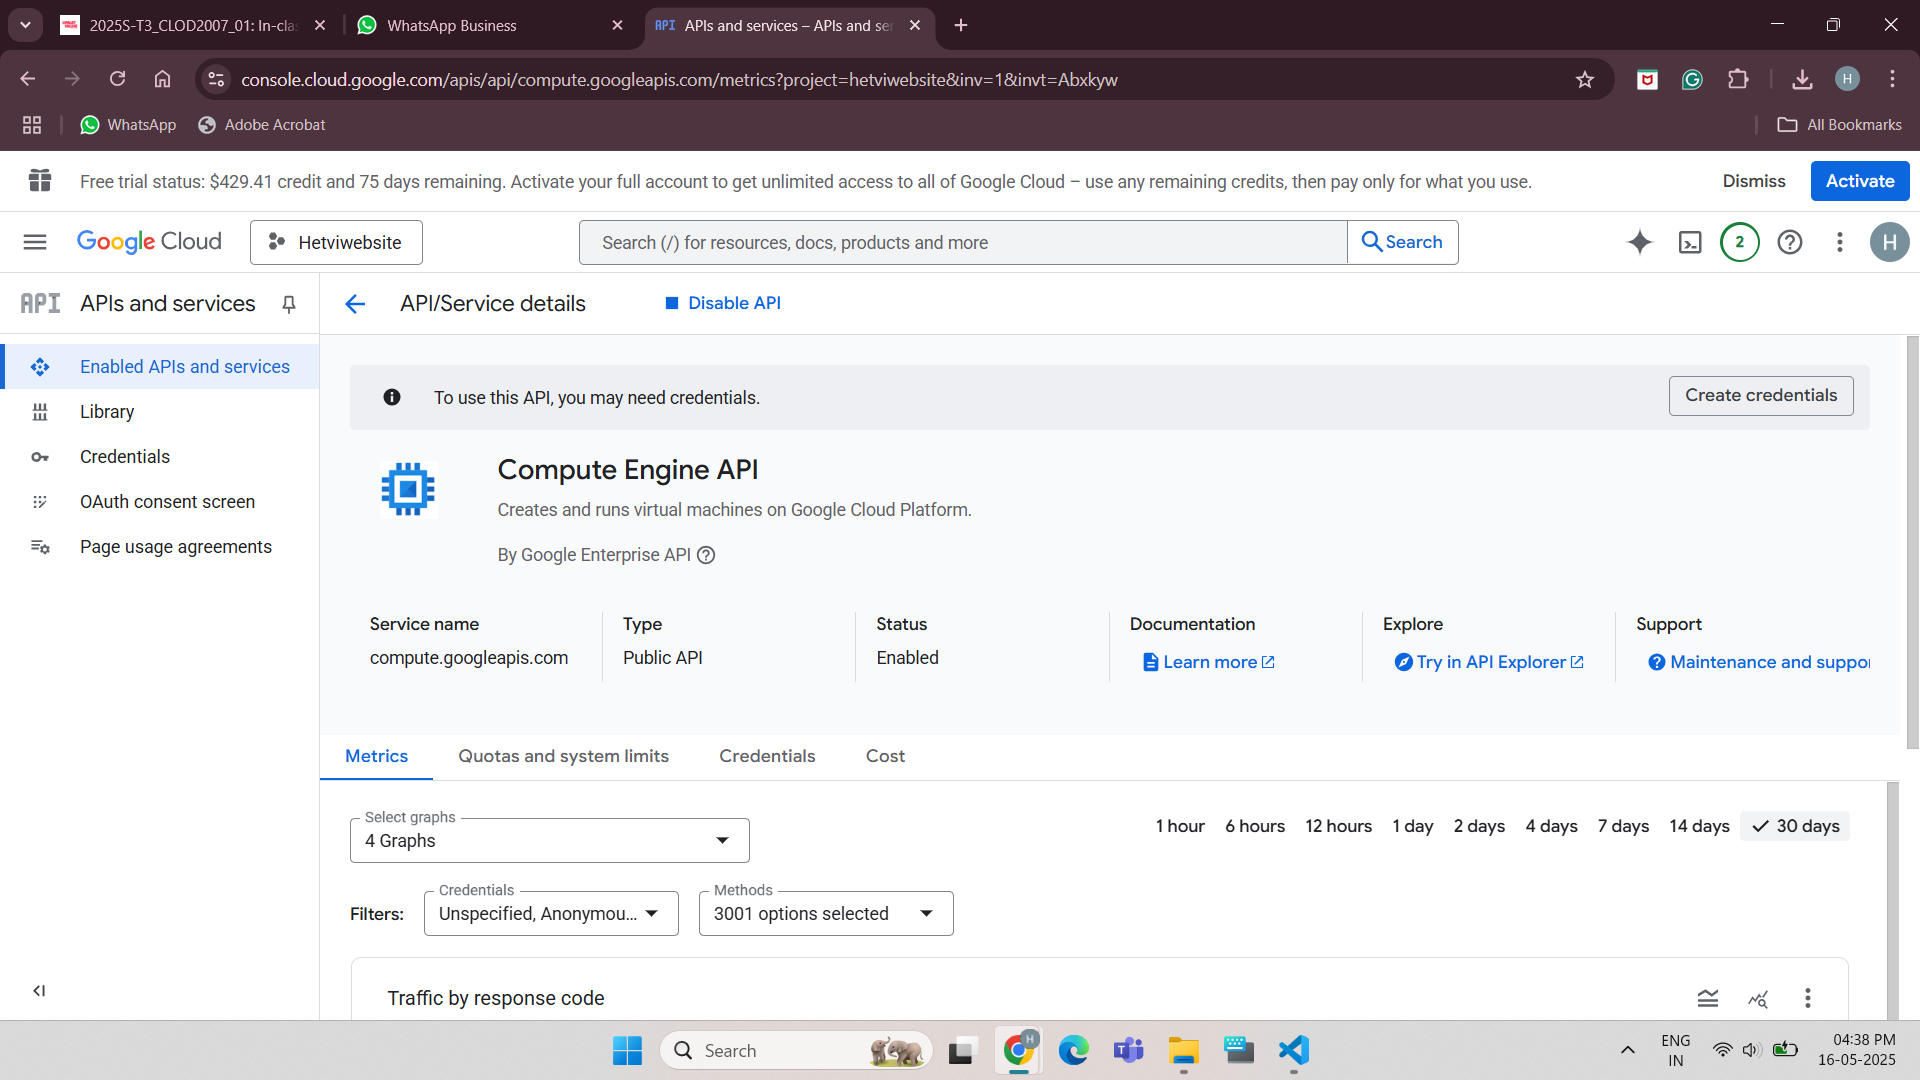 2025S-T3_CLOD2007_01: In-cla
WhatsApp Business
API APIs and services – APIs and ser
console.cloud.google.com/apis/api/compute.googleapis.com/metrics?project=hetviwebsite&inv=1&invt=Abxkyw
H
WhatsApp
Adobe Acrobat
All Bookmarks
Free trial status: $429.41 credit and 75 days remaining. Activate your full account to get unlimited access to all of Google Cloud – use any remaining credits, then pay only for what you use.
Dismiss
Activate
Google Cloud
Hetviwebsite
Search (/) for resources, docs, products and more
Search
2
H
API APIs and services
API/Service details
Disable API
Enabled APIs and services
Library
Credentials
OAuth consent screen
Page usage agreements
To use this API, you may need credentials.
Create credentials
Compute Engine API
Creates and runs virtual machines on Google Cloud Platform.
By Google Enterprise API
Service name
compute.googleapis.com
Type
Public API
Status
Enabled
Documentation
Learn more
Explore
Try in API Explorer
Support
Maintenance and suppor
Metrics
Quotas and system limits
Credentials
Cost
Select graphs
4 Graphs
1 hour
6 hours
12 hours
1 day
2 days
4 days
7 days
14 days
30 days
Filters:
Credentials
Unspecified, Anonymou...
Methods
3001 options selected
Traffic by response code
Search
H
ENG
IN
04:38 PM
16-05-2025